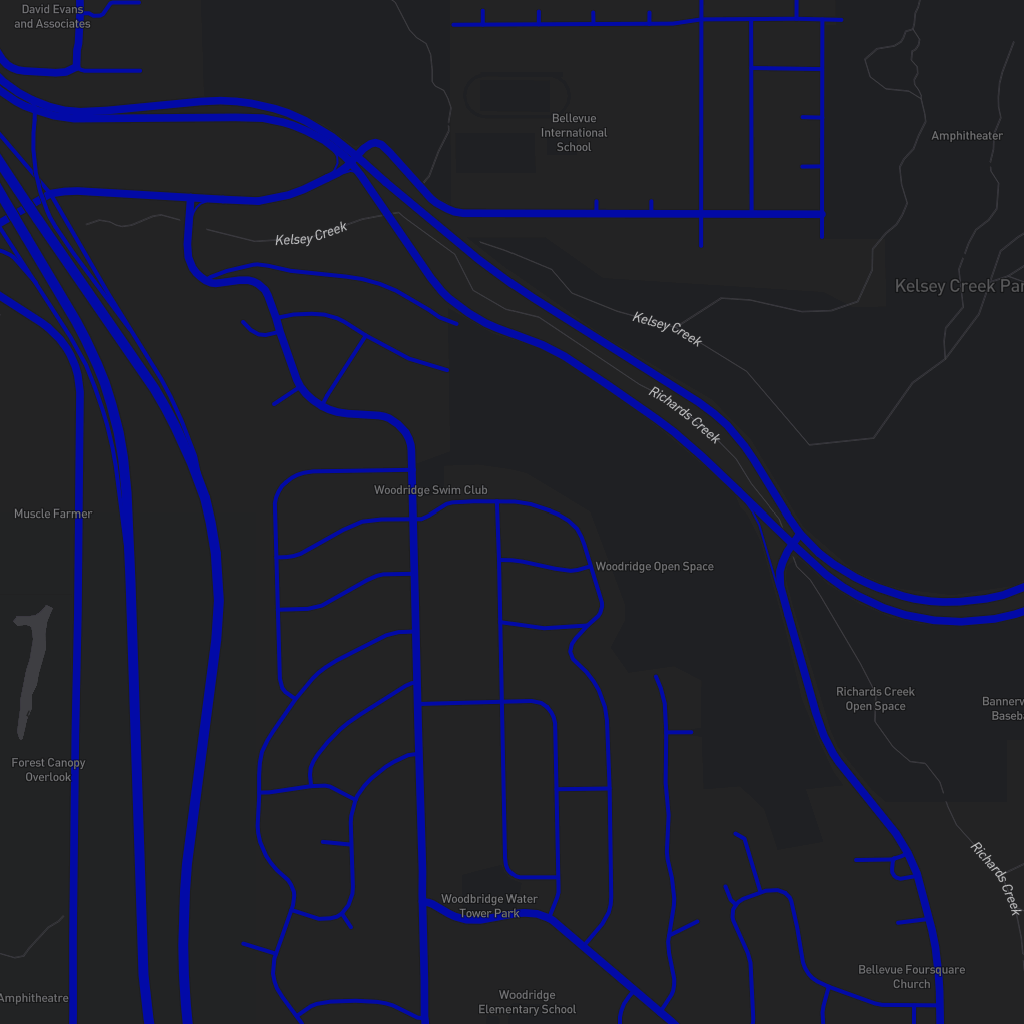 David Evans
and Associates
Bellevue
International
School
Amphitheater
Kelsey Creek
Kelsey Creek Par
Kelsey Creek
Richards Creek
Woodridge Swim Club
Muscle Farmer
Woodridge Open Space
Richards Creek
Open Space
Bannerw
Baseba
Forest Canopy
Overlook
Richards Creek
Woodbridge Water
Tower Park
Bellevue Foursquare
Church
Amphitheatre
Woodridge
Elementary School